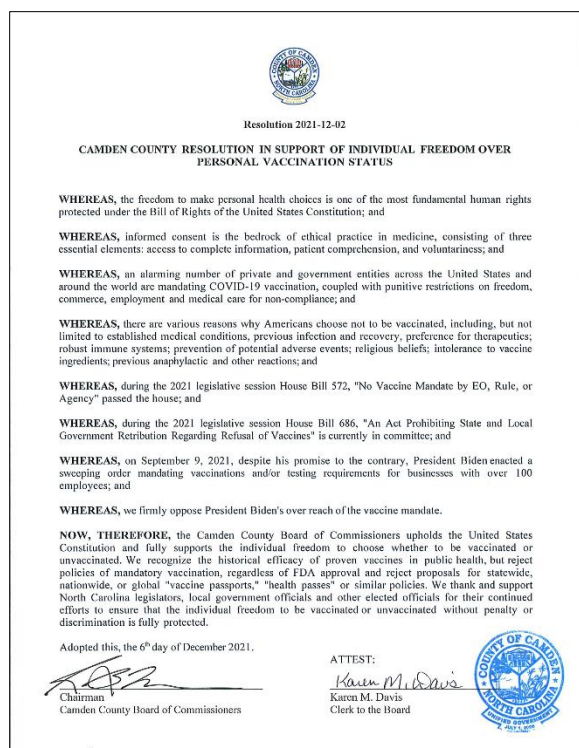 COUNTY OF CAMDEN
NORTH CAROLINA
Resolution 2021-12-02
CAMDEN COUNTY RESOLUTION IN SUPPORT OF INDIVIDUAL FREEDOM OVER
PERSONAL VACCINATION STATUS
WHEREAS, the freedom to make personal health choices is one of the most fundamental human rights
protected under the Bill of Rights of the United States Constitution; and
WHEREAS, informed consent is the bedrock of ethical practice in medicine, consisting of three
essential elements: access to complete information, patient comprehension, and voluntariness; and
WHEREAS, an alarming number of private and government entities across the United States and
around the world are mandating COVID-19 vaccination, coupled with punitive restrictions on freedom,
commerce, employment and medical care for non-compliance; and
WHEREAS, there are various reasons why Americans choose not to be vaccinated, including, but not
limited to established medical conditions, previous infection and recovery, preference for therapeutics;
robust immune systems; prevention of potential adverse events; religious beliefs; intolerance to vaccine
ingredients; previous anaphylactic and other reactions; and
WHEREAS, during the 2021 legislative session House Bill 572, "No Vaccine Mandate by EO, Rule, or
Agency" passed the house; and
WHEREAS, during the 2021 legislative session House Bill 686, "An Act Prohibiting State and Local
Government Retribution Regarding Refusal of Vaccines" is currently in committee; and
WHEREAS, on September 9, 2021, despite his promise to the contrary, President Biden enacted a
sweeping order mandating vaccinations and/or testing requirements for businesses with over 100
employees; and
WHEREAS, we firmly oppose President Biden's over reach of the vaccine mandate.
NOW, THEREFORE, the Camden County Board of Commissioners upholds the United States
Constitution and fully supports the individual freedom to choose whether to be vaccinated or
unvaccinated. We recognize the historical efficacy of proven vaccines in public health, but reject
policies of mandatory vaccination, regardless of FDA approval and reject proposals for statewide,
nationwide, or global "vaccine passports," "health passes" or similar policies. We thank and support
North Carolina legislators, local government officials and other elected officials for their continued
efforts to ensure that the individual freedom to be vaccinated or unvaccinated without penalty or
discrimination is fully protected.
Adopted this, the 6th day of December 2021.
ATTEST:
Karen M. Davis
Chairman
Camden County Board of Commissioners
Karen M. Davis
Clerk to the Board
COUNTY OF CAMDEN
NORTH CAROLINA
UNIFIED GOVERNMENT